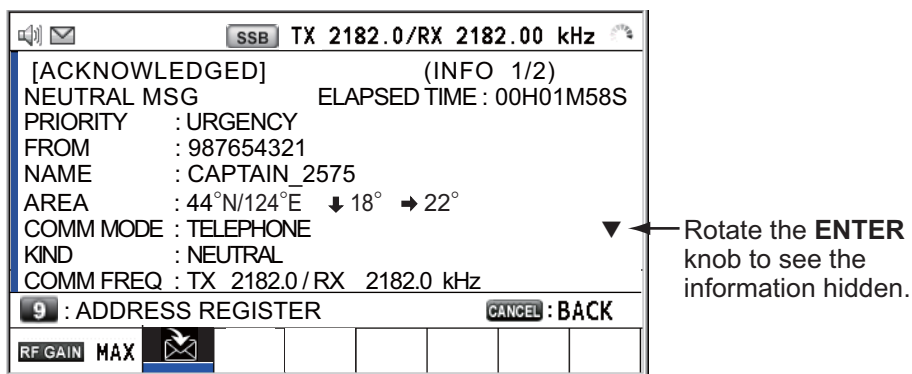 SSB TX 2182.0/RX 2182.00 kHz
[ACKNOWLEDGED] (INFO 1/2)
NEUTRAL MSG ELAPSED TIME : 00H01M58S
PRIORITY : URGENCY
FROM : 987654321
NAME : CAPTAIN_2575
AREA : 44°N/124°E ⬇ 18° ➡ 22°
COMM MODE : TELEPHONE
KIND : NEUTRAL
COMM FREQ : TX 2182.0 / RX 2182.0 kHz
9 : ADDRESS REGISTER CANCEL : BACK
RF GAIN MAX
Rotate the ENTER
knob to see the
information hidden.